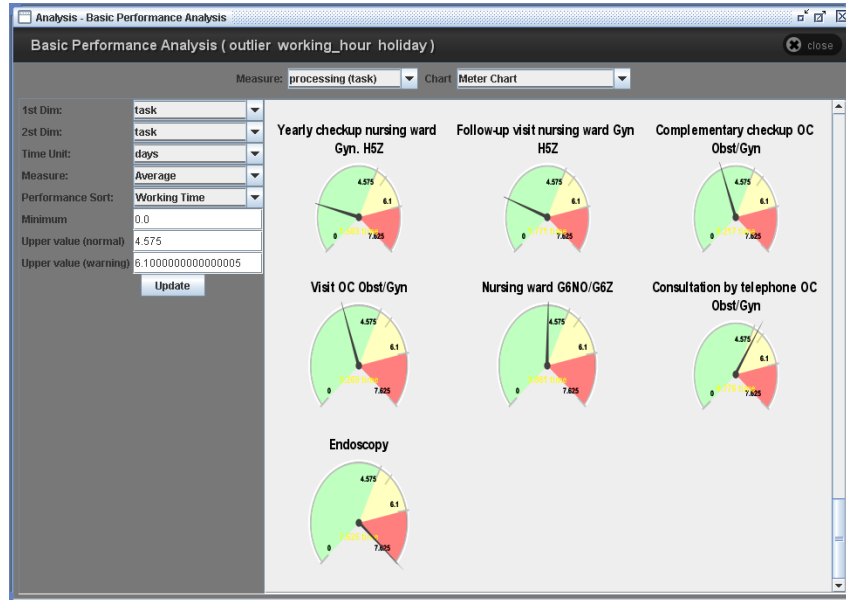 Analysis - Basic Performance Analysis
Basic Performance Analysis ( outlier working_hour holiday )
close
Measure: processing (task) Chart Meter Chart
1st Dim: task
2st Dim: task
Time Unit: days
Measure: Average
Performance Sort: Working Time
Minimum 0.0
Upper value (normal) 4.575
Upper value (warning) 6.1000000000000005
Update
Yearly checkup nursing ward
Gyn. H5Z
4.575
6.1
0 7.625
Follow-up visit nursing ward Gyn
H5Z
4.575
6.1
0 7.625
Complementary checkup OC
Obst/Gyn
4.575
6.1
0 7.625
Visit OC Obst/Gyn
4.575
6.1
0 7.625
Nursing ward G6NO/G6Z
4.575
6.1
0 7.625
Consultation by telephone OC
Obst/Gyn
4.575
6.1
0 7.625
Endoscopy
4.575
6.1
0 7.625